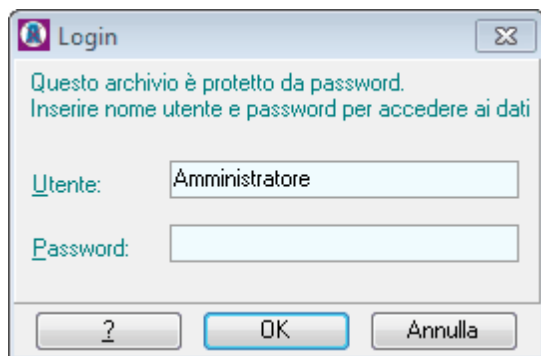 Login
Questo archivio è protetto da password.
Inserire nome utente e password per accedere ai dati
Utente:
Amministratore
Password:
?
OK
Annulla